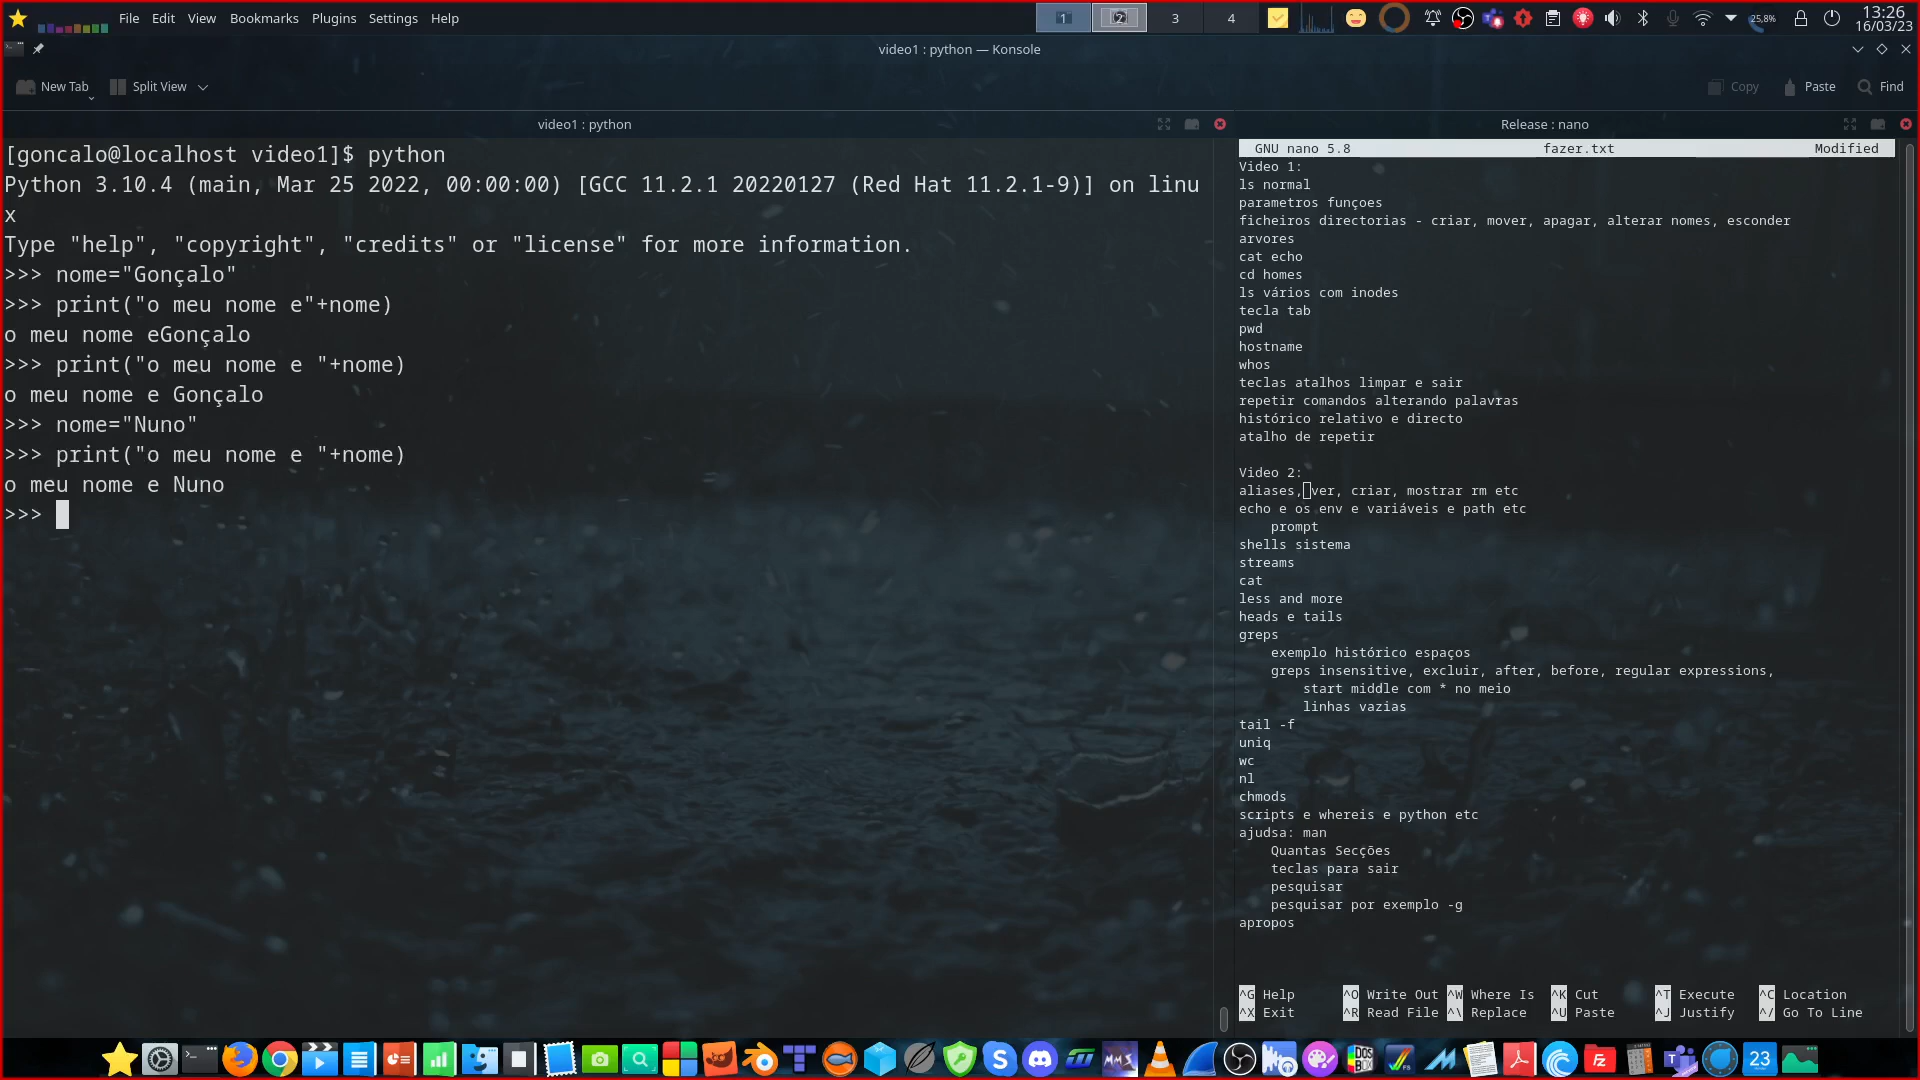 File Edit View Bookmarks Plugins Settings Help
1 2 3 4
25,8%
13:26
16/03/23
video1 : python — Konsole
New Tab Split View Copy Paste Find
video1 : python
[goncalo@localhost video1]$ python
Python 3.10.4 (main, Mar 25 2022, 00:00:00) [GCC 11.2.1 20220127 (Red Hat 11.2.1-9)] on linu
x
Type "help", "copyright", "credits" or "license" for more information.
>>> nome="Gonçalo"
>>> print("o meu nome e"+nome)
o meu nome eGonçalo
>>> print("o meu nome e "+nome)
o meu nome e Gonçalo
>>> nome="Nuno"
>>> print("o meu nome e "+nome)
o meu nome e Nuno
>>>
Release : nano
GNU nano 5.8 fazer.txt Modified
Video 1:
ls normal
parametros funçoes
ficheiros directorias - criar, mover, apagar, alterar nomes, esconder
arvores
cat echo
cd homes
ls vários com inodes
tecla tab
pwd
hostname
whos
teclas atalhos limpar e sair
repetir comandos alterando palavras
histórico relativo e directo
atalho de repetir
Video 2:
aliases, ver, criar, mostrar rm etc
echo e os env e variáveis e path etc
prompt
shells sistema
streams
cat
less and more
heads e tails
greps
exemplo histórico espaços
greps insensitive, excluir, after, before, regular expressions,
start middle com * no meio
linhas vazias
tail -f
uniq
wc
nl
chmods
scripts e whereis e python etc
ajudsa: man
Quantas Secções
teclas para sair
pesquisar
pesquisar por exemplo -g
apropos
^G Help ^O Write Out ^W Where Is ^K Cut ^T Execute ^C Location
^X Exit ^R Read File ^\ Replace ^U Paste ^J Justify ^/ Go To Line
23